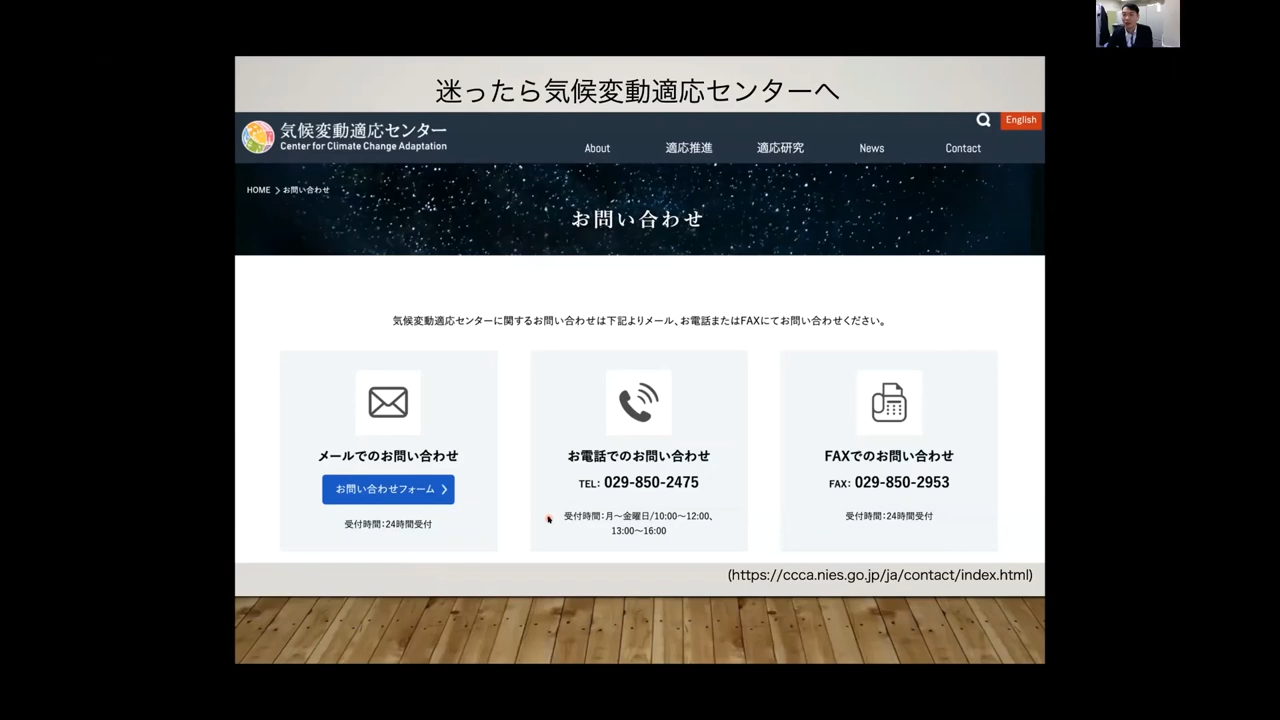 迷ったら気候変動適応センターへ
気候変動適応センター
Center for Climate Change Adaptation
English
About
適応推進
適応研究
News
Contact
HOME > お問い合わせ
お問い合わせ
気候変動適応センターに関するお問い合わせは下記よりメール、お電話またはFAXにてお問い合わせください。
メールでのお問い合わせ
お問い合わせフォーム
受付時間：24時間受付
お電話でのお問い合わせ
TEL: 029-850-2475
受付時間：月〜金曜日/10:00〜12:00、
13:00〜16:00
FAXでのお問い合わせ
FAX: 029-850-2953
受付時間：24時間受付
(https://ccca.nies.go.jp/ja/contact/index.html)